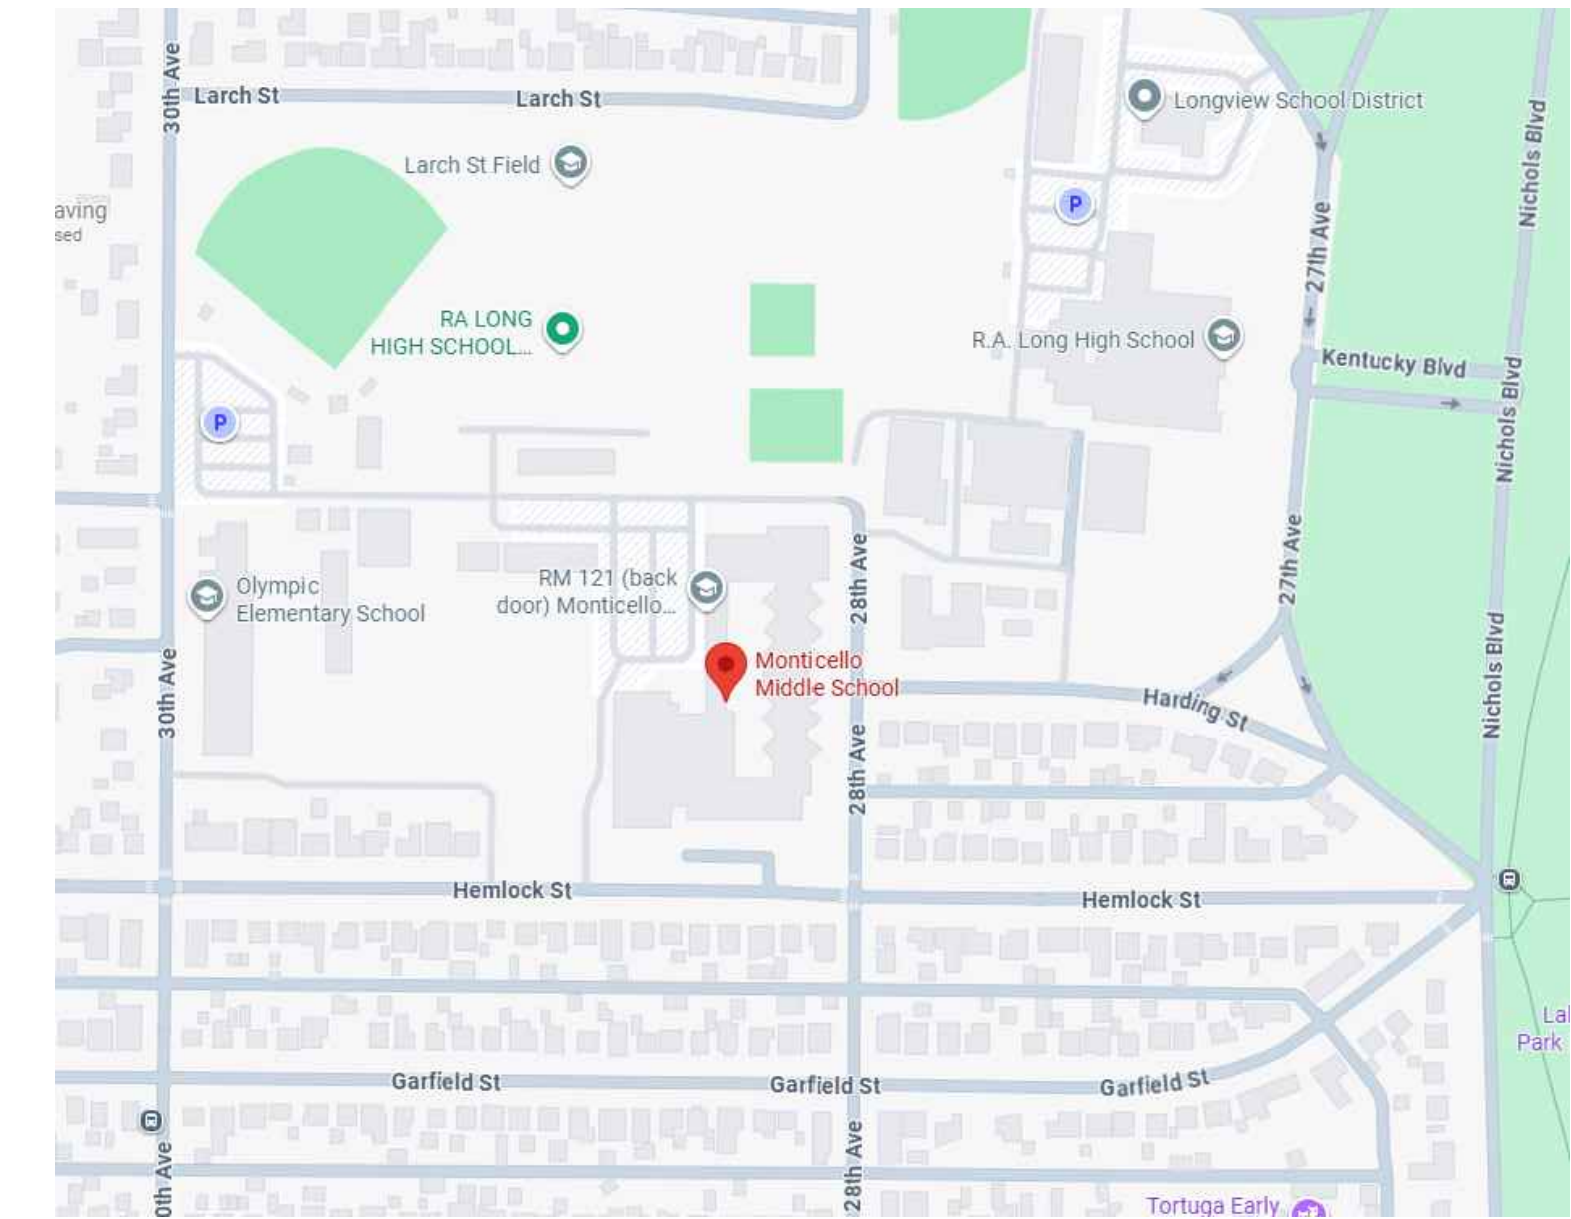 30th Ave
Larch St
Larch St
Longview School District
Nichols Blvd
Larch St Field
P
aving
sed
27th Ave
RA LONG
HIGH SCHOOL...
R.A. Long High School
Kentucky Blvd
Nichols Blvd
P
28th Ave
27th Ave
Olympic
Elementary School
RM 121 (back
door) Monticello...
Nichols Blvd
30th Ave
Monticello
Middle School
Harding St
28th Ave
Hemlock St
Hemlock St
Lal
Park
Garfield St
Garfield St
Garfield St
0th Ave
28th Ave
Tortuga Early